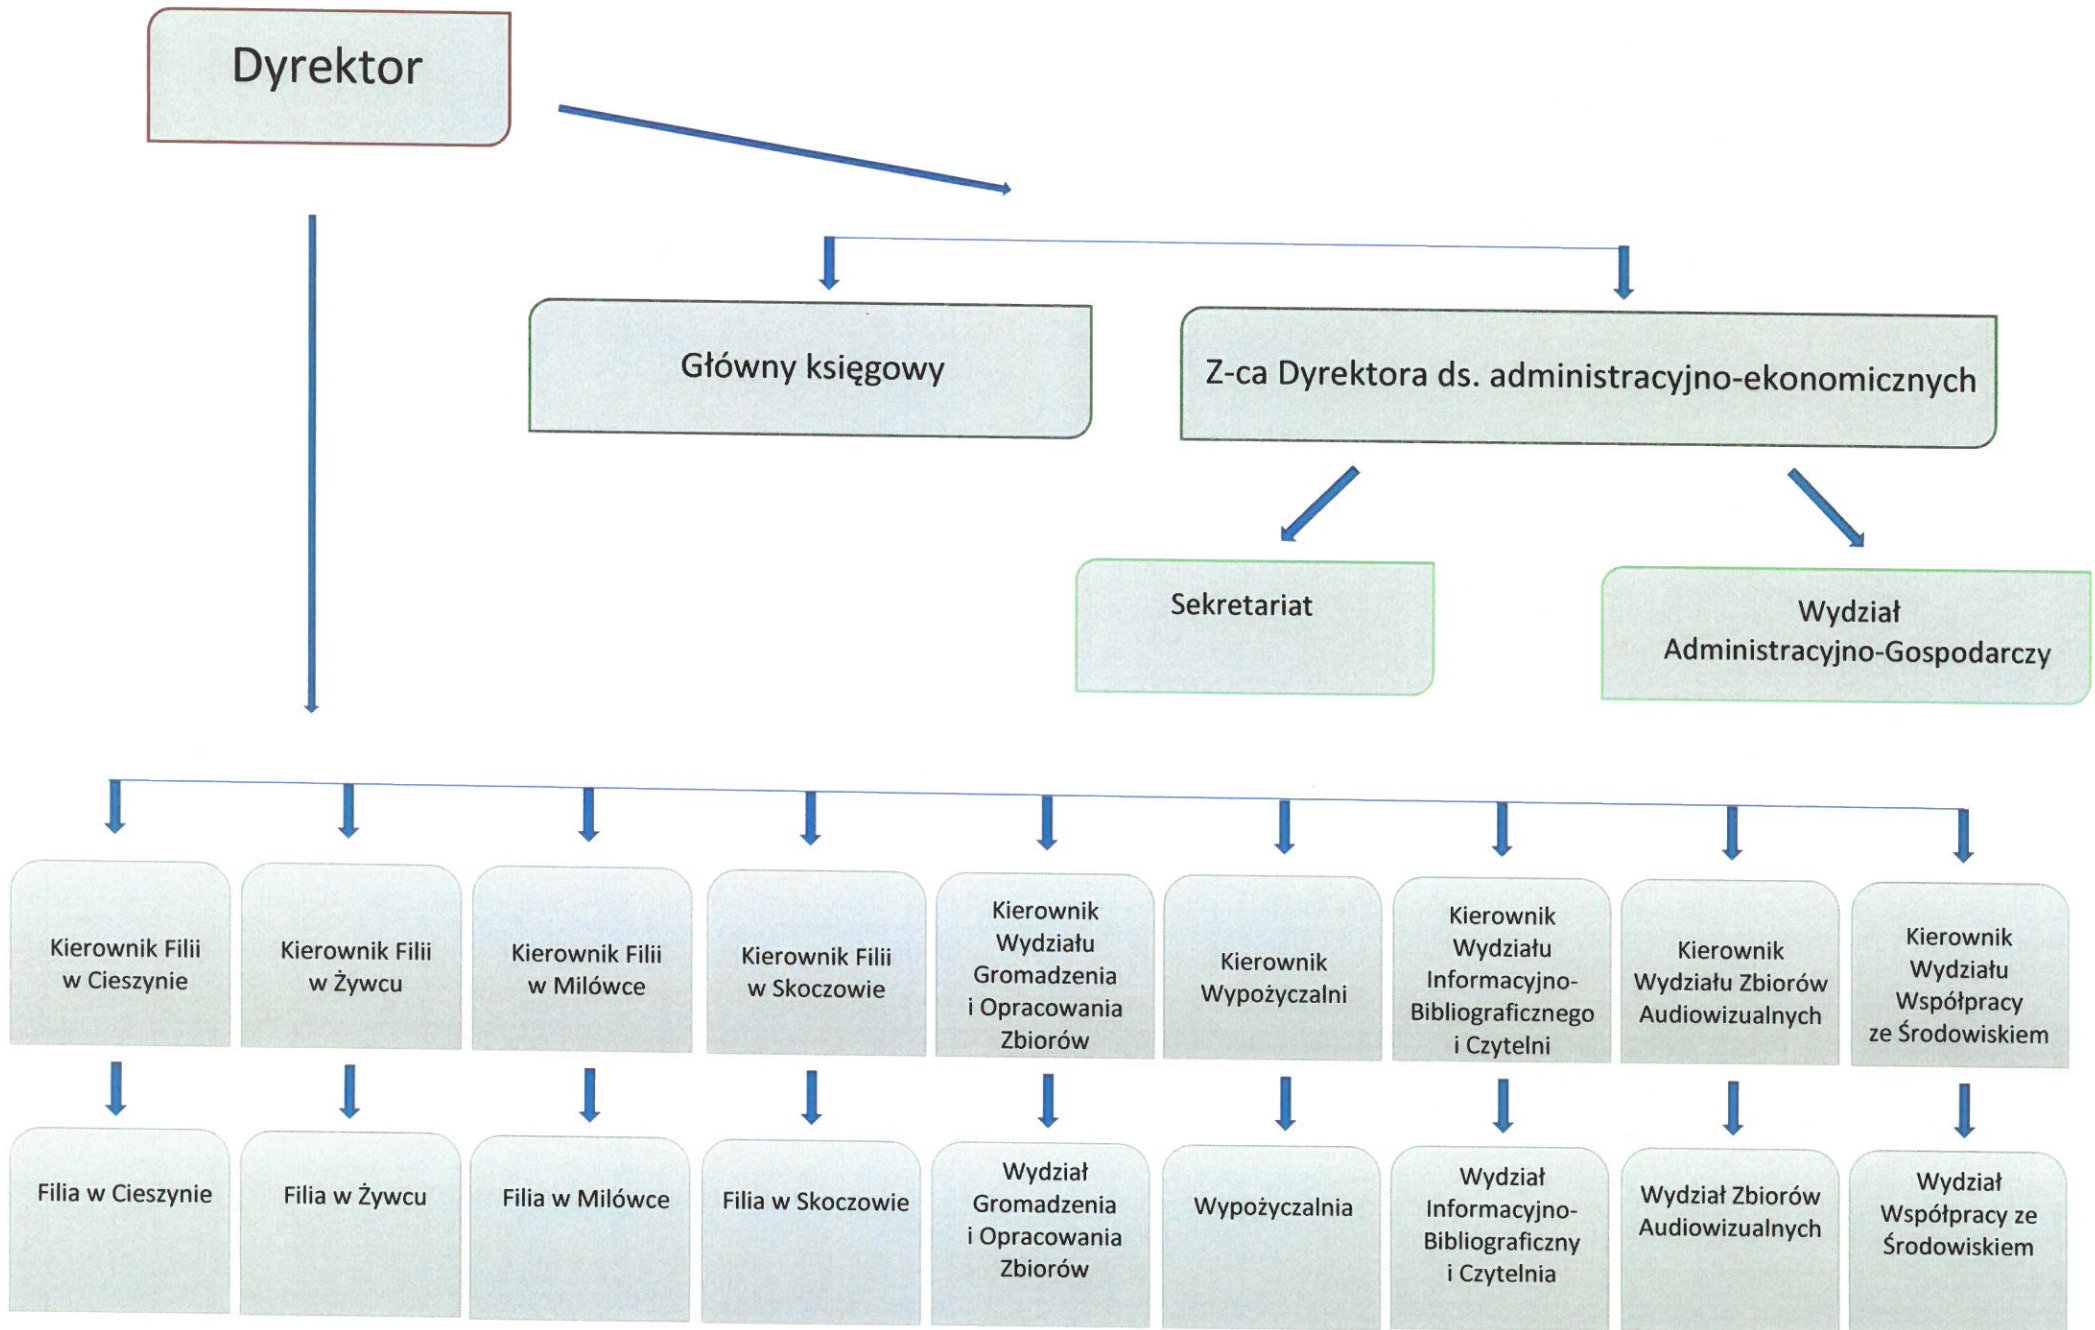 Dyrektor
Główny księgowy
Z-ca Dyrektora ds. administracyjno-ekonomicznych
Sekretariat
Wydział
Administracyjno-Gospodarczy
Kierownik Filii
w Cieszynie
Kierownik Filii
w Żywcu
Kierownik Filii
w Milówce
Kierownik Filii
w Skoczowie
Kierownik
Wydziału
Gromadzenia
i Opracowania
Zbiorów
Kierownik
Wypożyczalni
Kierownik
Wydziału
Informacyjno-
Bibliograficznego
i Czytelni
Kierownik
Wydziału Zbiorów
Audiowizualnych
Kierownik
Wydziału
Współpracy
ze Środowiskiem
Filia w Cieszynie
Filia w Żywcu
Filia w Milówce
Filia w Skoczowie
Wydział
Gromadzenia
i Opracowania
Zbiorów
Wypożyczalnia
Wydział
Informacyjno-
Bibliograficzny
i Czytelnia
Wydział Zbiorów
Audiowizualnych
Wydział
Współpracy ze
Środowiskiem